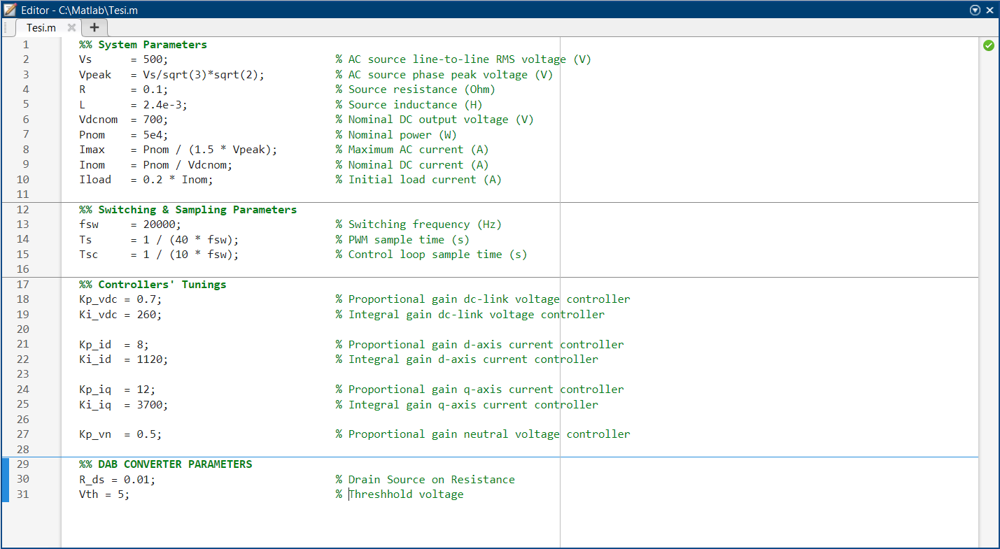 Editor - C:\Matlab\Tesi.m
Tesi.m
1 %% System Parameters
2 Vs = 500; % AC source line-to-line RMS voltage (V)
3 Vpeak = Vs/sqrt(3)*sqrt(2); % AC source phase peak voltage (V)
4 R = 0.1; % Source resistance (Ohm)
5 L = 2.4e-3; % Source inductance (H)
6 Vdcnom = 700; % Nominal DC output voltage (V)
7 Pnom = 5e4; % Nominal power (W)
8 Imax = Pnom / (1.5 * Vpeak); % Maximum AC current (A)
9 Inom = Pnom / Vdcnom; % Nominal DC current (A)
10 Iload = 0.2 * Inom; % Initial load current (A)
11
12 %% Switching & Sampling Parameters
13 fsw = 20000; % Switching frequency (Hz)
14 Ts = 1 / (40 * fsw); % PWM sample time (s)
15 Tsc = 1 / (10 * fsw); % Control loop sample time (s)
16
17 %% Controllers' Tunings
18 Kp_vdc = 0.7; % Proportional gain dc-link voltage controller
19 Ki_vdc = 260; % Integral gain dc-link voltage controller
20
21 Kp_id = 8; % Proportional gain d-axis current controller
22 Ki_id = 1120; % Integral gain d-axis current controller
23
24 Kp_iq = 12; % Proportional gain q-axis current controller
25 Ki_iq = 3700; % Integral gain q-axis current controller
26
27 Kp_vn = 0.5; % Proportional gain neutral voltage controller
28
29 %% DAB CONVERTER PARAMETERS
30 R_ds = 0.01; % Drain Source on Resistance
31 Vth = 5; % Threshhold voltage